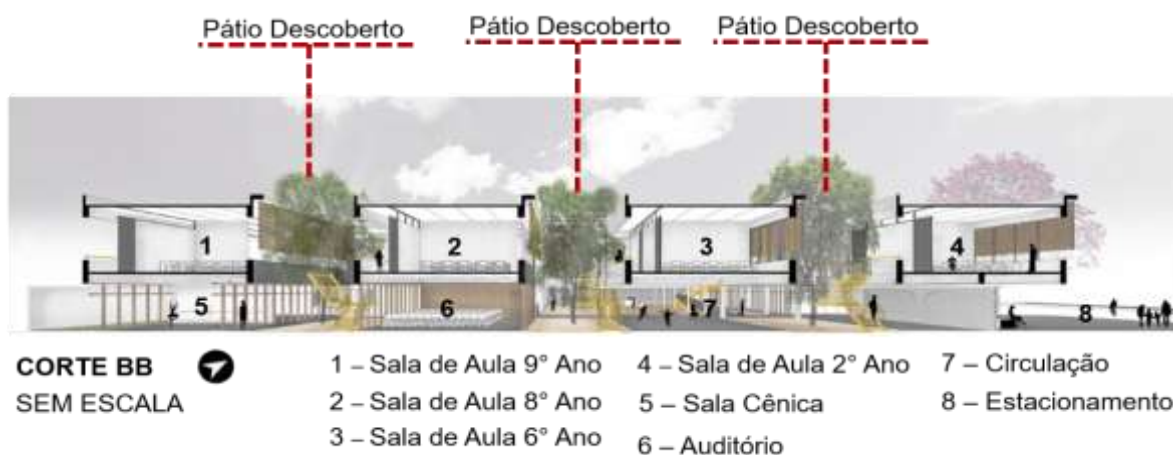 Pátio Descoberto Pátio Descoberto Pátio Descoberto
1 2 3 4
5 6 7 8
CORTE BB
SEM ESCALA
1 – Sala de Aula 9° Ano
2 – Sala de Aula 8° Ano
3 – Sala de Aula 6° Ano
4 – Sala de Aula 2° Ano
5 – Sala Cênica
6 – Auditório
7 – Circulação
8 – Estacionamento